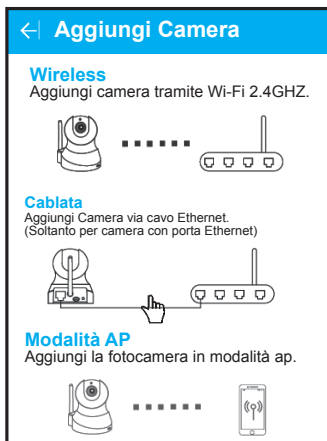 Aggiungi Camera
Wireless
Aggiungi camera tramite Wi-Fi 2.4GHZ.
Cablata
Aggiungi Camera via cavo Ethernet.
(Soltanto per camera con porta Ethernet)
Modalità AP
Aggiungi la fotocamera in modalità ap.